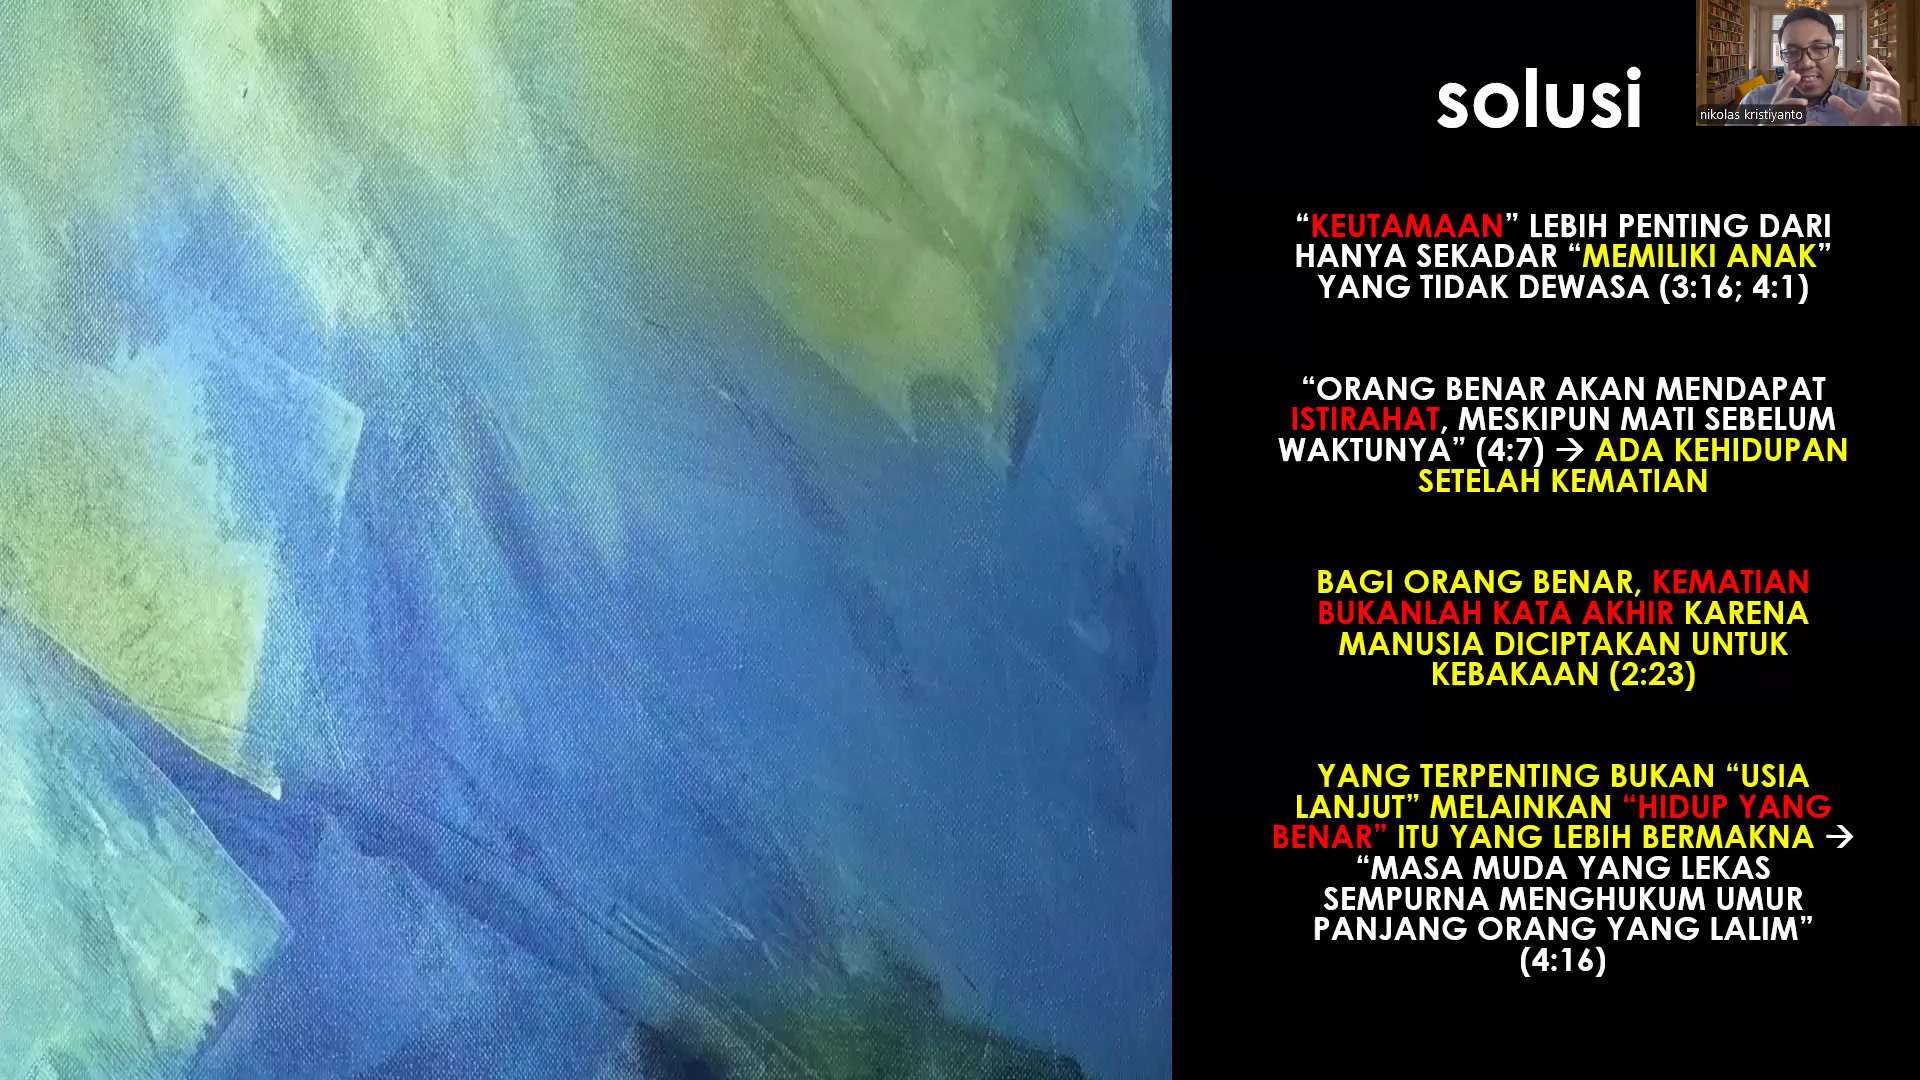 solusi
nikolas kristiyanto
“KEUTAMAAN” LEBIH PENTING DARI
HANYA SEKADAR “MEMILIKI ANAK”
YANG TIDAK DEWASA (3:16; 4:1)
“ORANG BENAR AKAN MENDAPAT
ISTIRAHAT, MESKIPUN MATI SEBELUM
WAKTUNYA” (4:7) → ADA KEHIDUPAN
SETELAH KEMATIAN
BAGI ORANG BENAR, KEMATIAN
BUKANLAH KATA AKHIR KARENA
MANUSIA DICIPTAKAN UNTUK
KEBAKAAN (2:23)
YANG TERPENTING BUKAN “USIA
LANJUT” MELAINKAN “HIDUP YANG
BENAR” ITU YANG LEBIH BERMAKNA →
“MASA MUDA YANG LEKAS
SEMPURNA MENGHUKUM UMUR
PANJANG ORANG YANG LALIM”
(4:16)